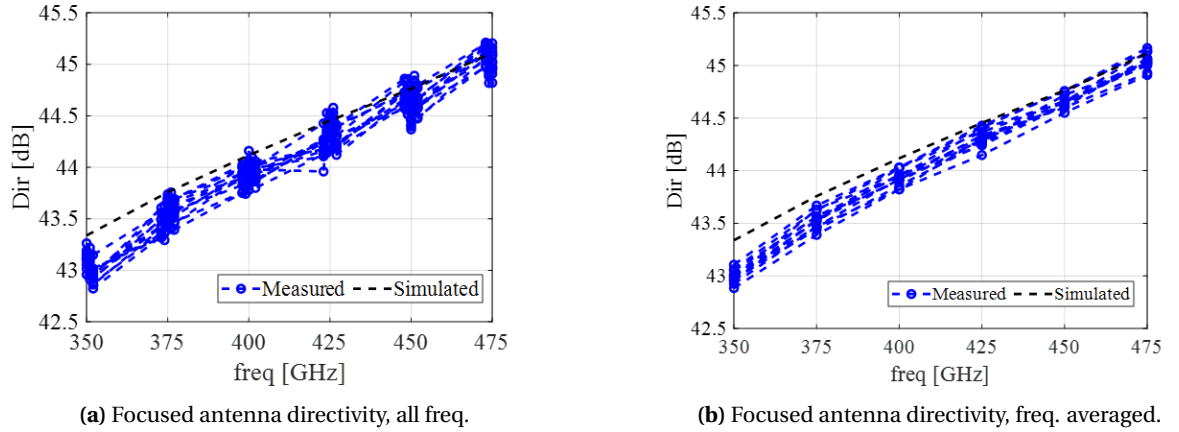 45.5
45
44.5
44
43.5
43
42.5
Dir [dB]
350 375 400 425 450 475
freq [GHz]
Measured Simulated
(a) Focused antenna directivity, all freq.
45.5
45
44.5
44
43.5
43
42.5
Dir [dB]
350 375 400 425 450 475
freq [GHz]
Measured Simulated
(b) Focused antenna directivity, freq. averaged.